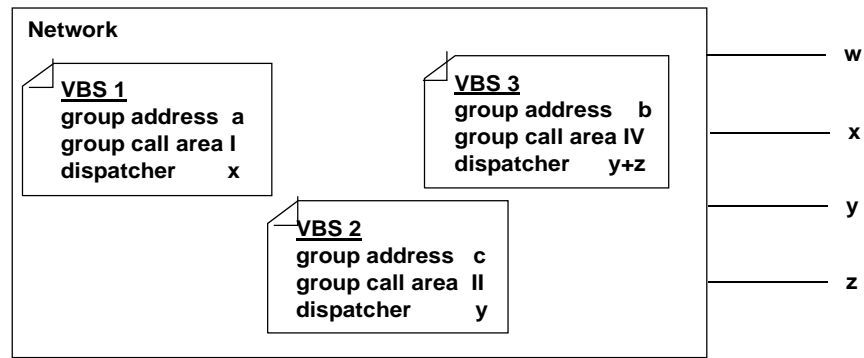 Network
VBS 1
group address a
group call area I
dispatcher x
VBS 3
group address b
group call area IV
dispatcher y+z
VBS 2
group address c
group call area II
dispatcher y
w
x
y
z